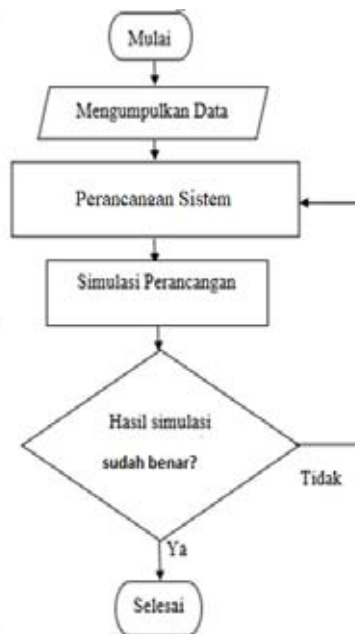 Mulai
Mengumpulkan Data
Perancangan Sistem
Simulasi Perancangan
Hasil simulasi
sudah benar?
Tidak
Ya
Selesai